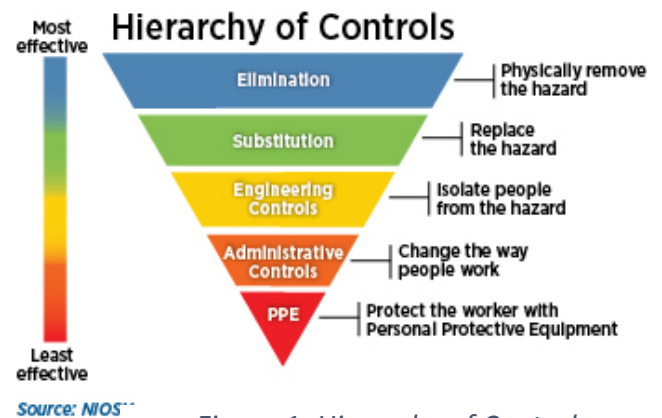 Hierarchy of Controls
Most
effective
Elimination
Physically remove
the hazard
Substitution
Replace
the hazard
Engineering
Controls
Isolate people
from the hazard
Administrative
Controls
Change the way
people work
PPE
Protect the worker with
Personal Protective Equipment
Least
effective
Source: NIOS